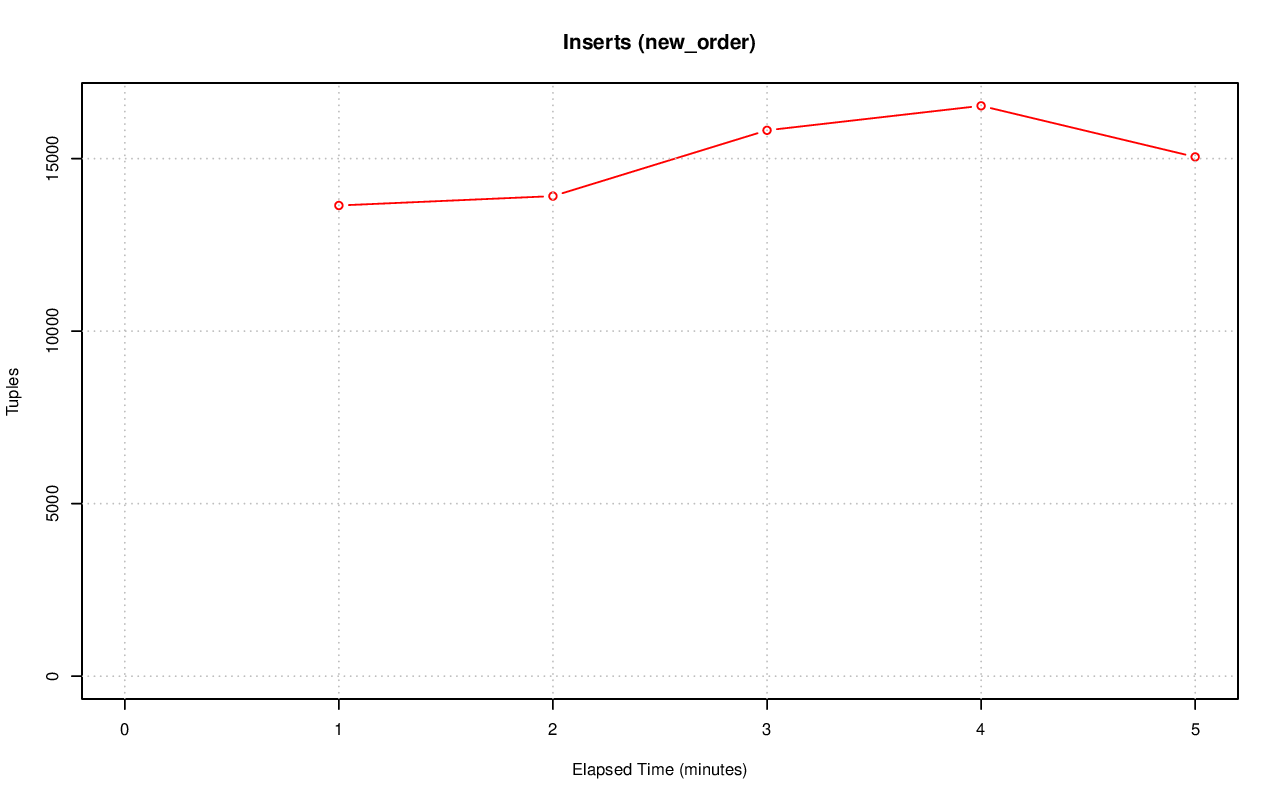 Inserts (new_order)
Tuples
15000
10000
5000
0
0 1 2 3 4 5
Elapsed Time (minutes)